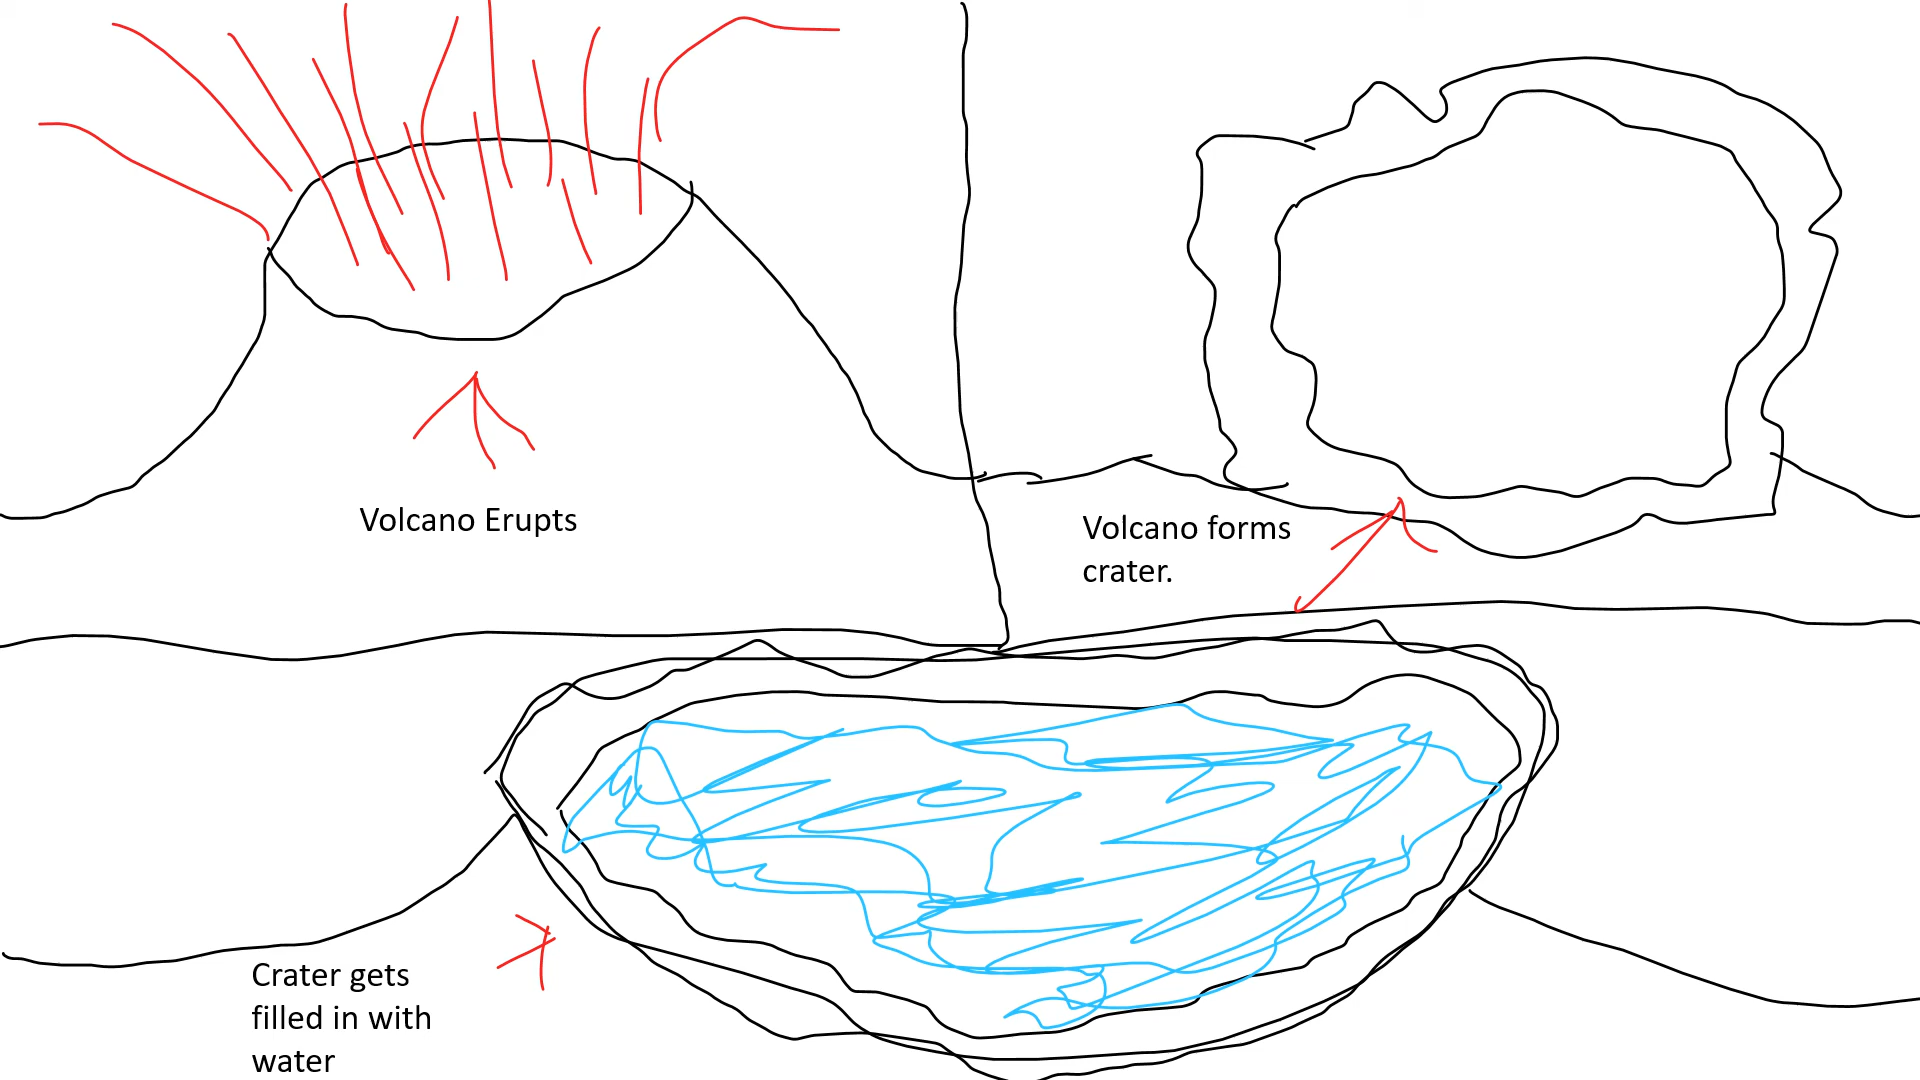 Volcano Erupts
Volcano forms
crater.
Crater gets
filled in with
water